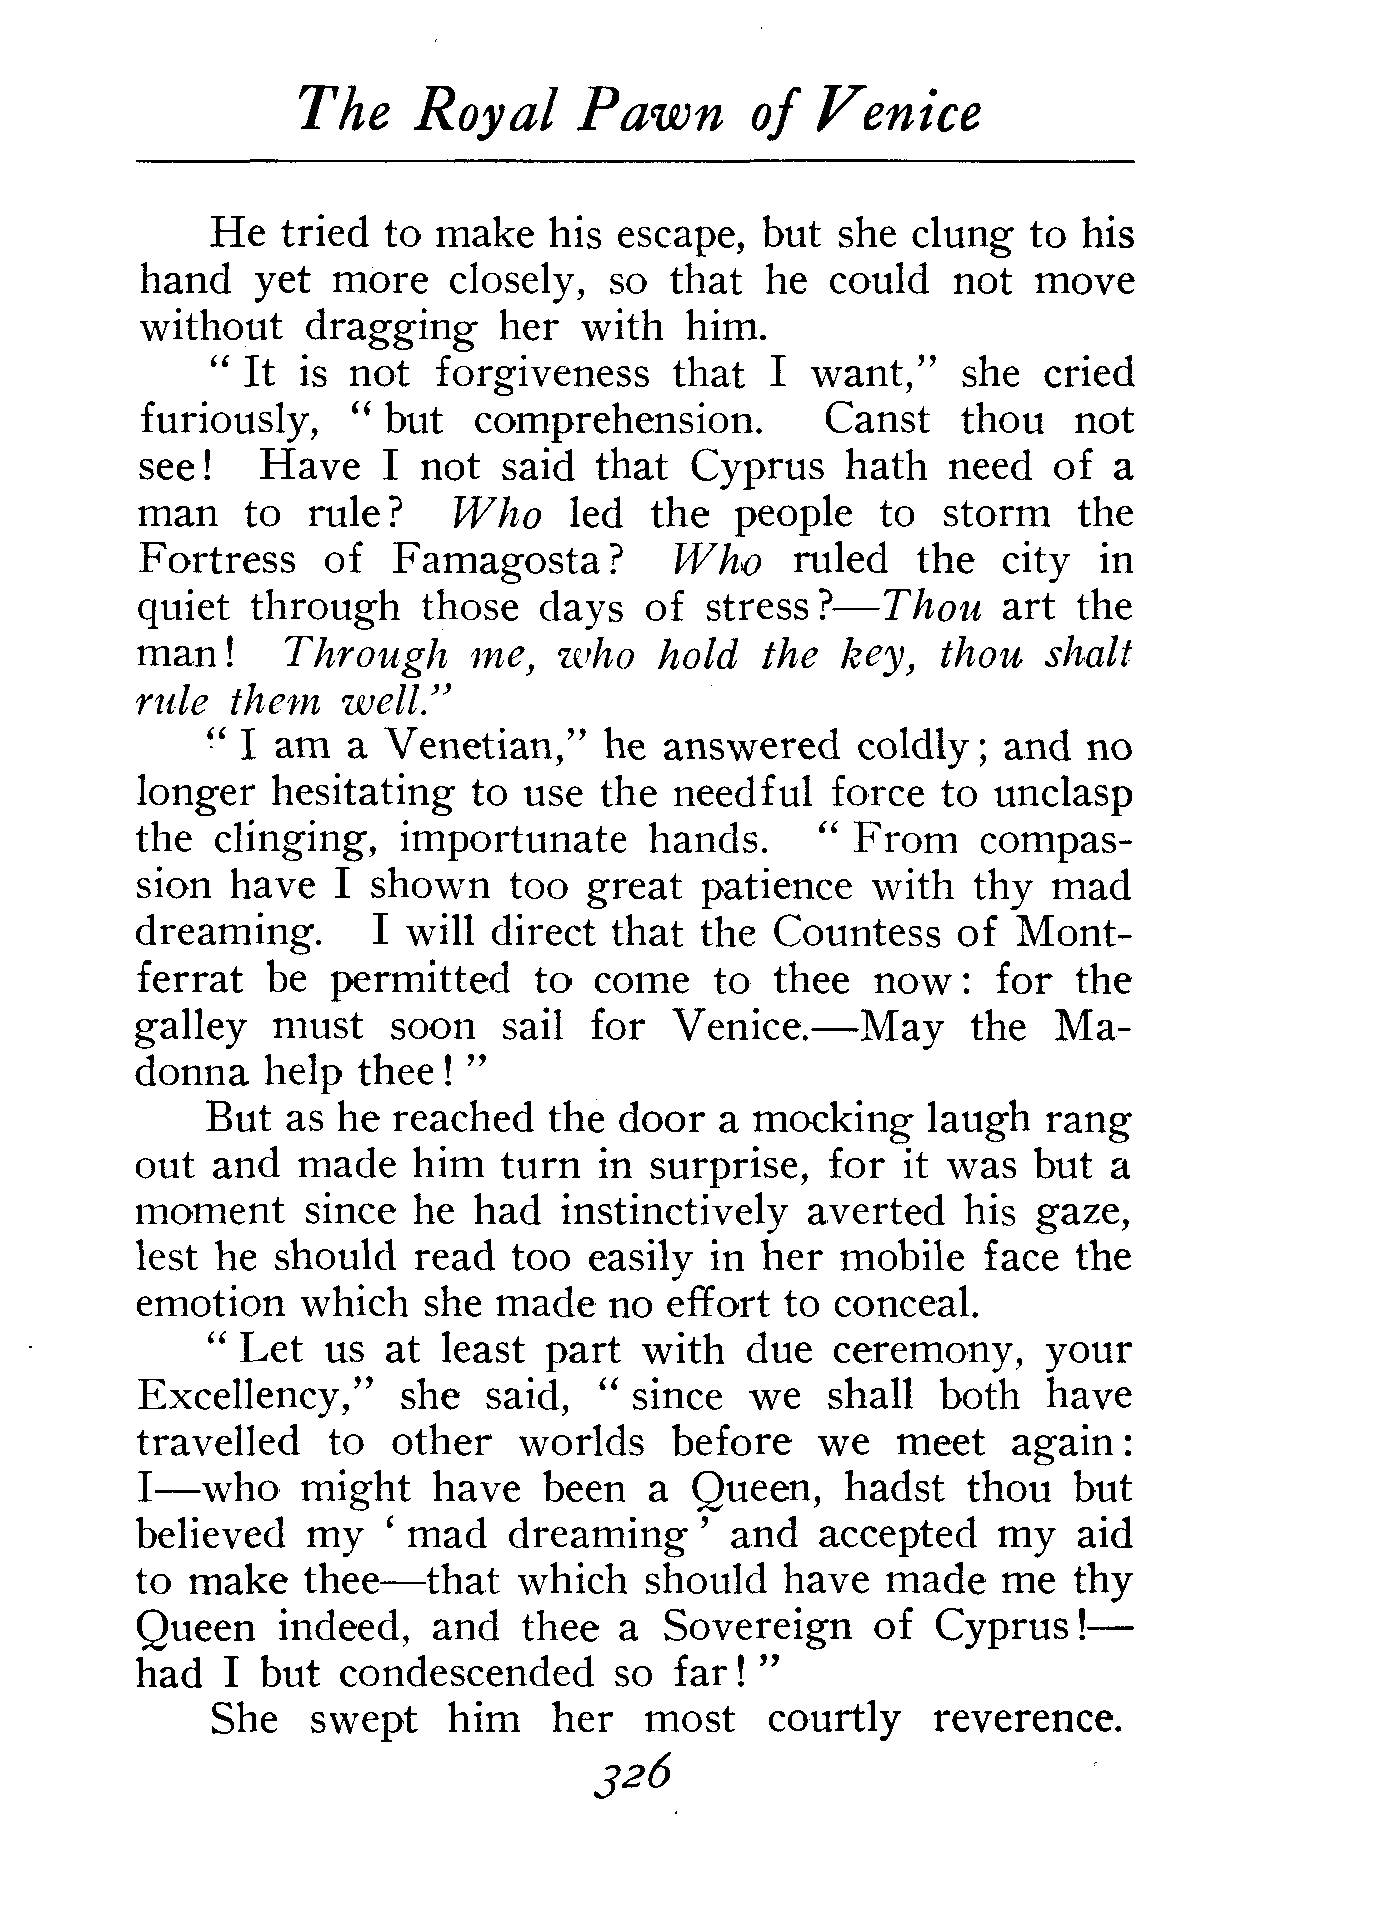 The Royal Pawn of Venice
He tried to make his escape, but she clung to his
hand yet more closely, so that he could not move
without dragging her with him.
“ It is not forgiveness that I want,” she cried
furiously, “ but comprehension. Canst thou not
see! Have I not said that Cyprus hath need of a
man to rule? Who led the people to storm the
Fortress of Famagosta? Who ruled the city in
quiet through those days of stress?—Thou art the
man! Through me, who hold the key, thou shalt
rule them well.”
“ I am a Venetian,” he answered coldly; and no
longer hesitating to use the needful force to unclasp
the clinging, importunate hands. “ From compas-
sion have I shown too great patience with thy mad
dreaming. I will direct that the Countess of Mont-
ferrat be permitted to come to thee now: for the
galley must soon sail for Venice.—May the Ma-
donna help thee! ”
But as he reached the door a mocking laugh rang
out and made him turn in surprise, for it was but a
moment since he had instinctively averted his gaze,
lest he should read too easily in her mobile face the
emotion which she made no effort to conceal.
“ Let us at least part with due ceremony, your
Excellency,” she said, “ since we shall both have
travelled to other worlds before we meet again:
I—who might have been a Queen, hadst thou but
believed my ‘ mad dreaming ’ and accepted my aid
to make thee—that which should have made me thy
Queen indeed, and thee a Sovereign of Cyprus!—
had I but condescended so far! ”
She swept him her most courtly reverence.
326